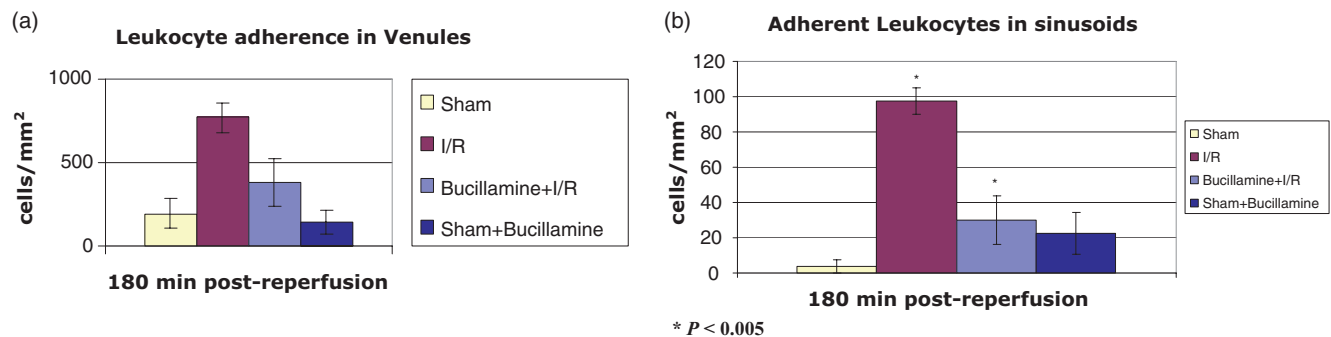 (a)
Leukocyte adherence in Venules
1000
500
0
cells/mm²
180 min post-reperfusion
Sham
I/R
Bucillamine+I/R
Sham+Bucillamine
(b)
Adherent Leukocytes in sinusoids
120
100
80
60
40
20
0
cells/mm²
*
*
180 min post-reperfusion
* P < 0.005
Sham
I/R
Bucillamine+I/R
Sham+Bucillamine